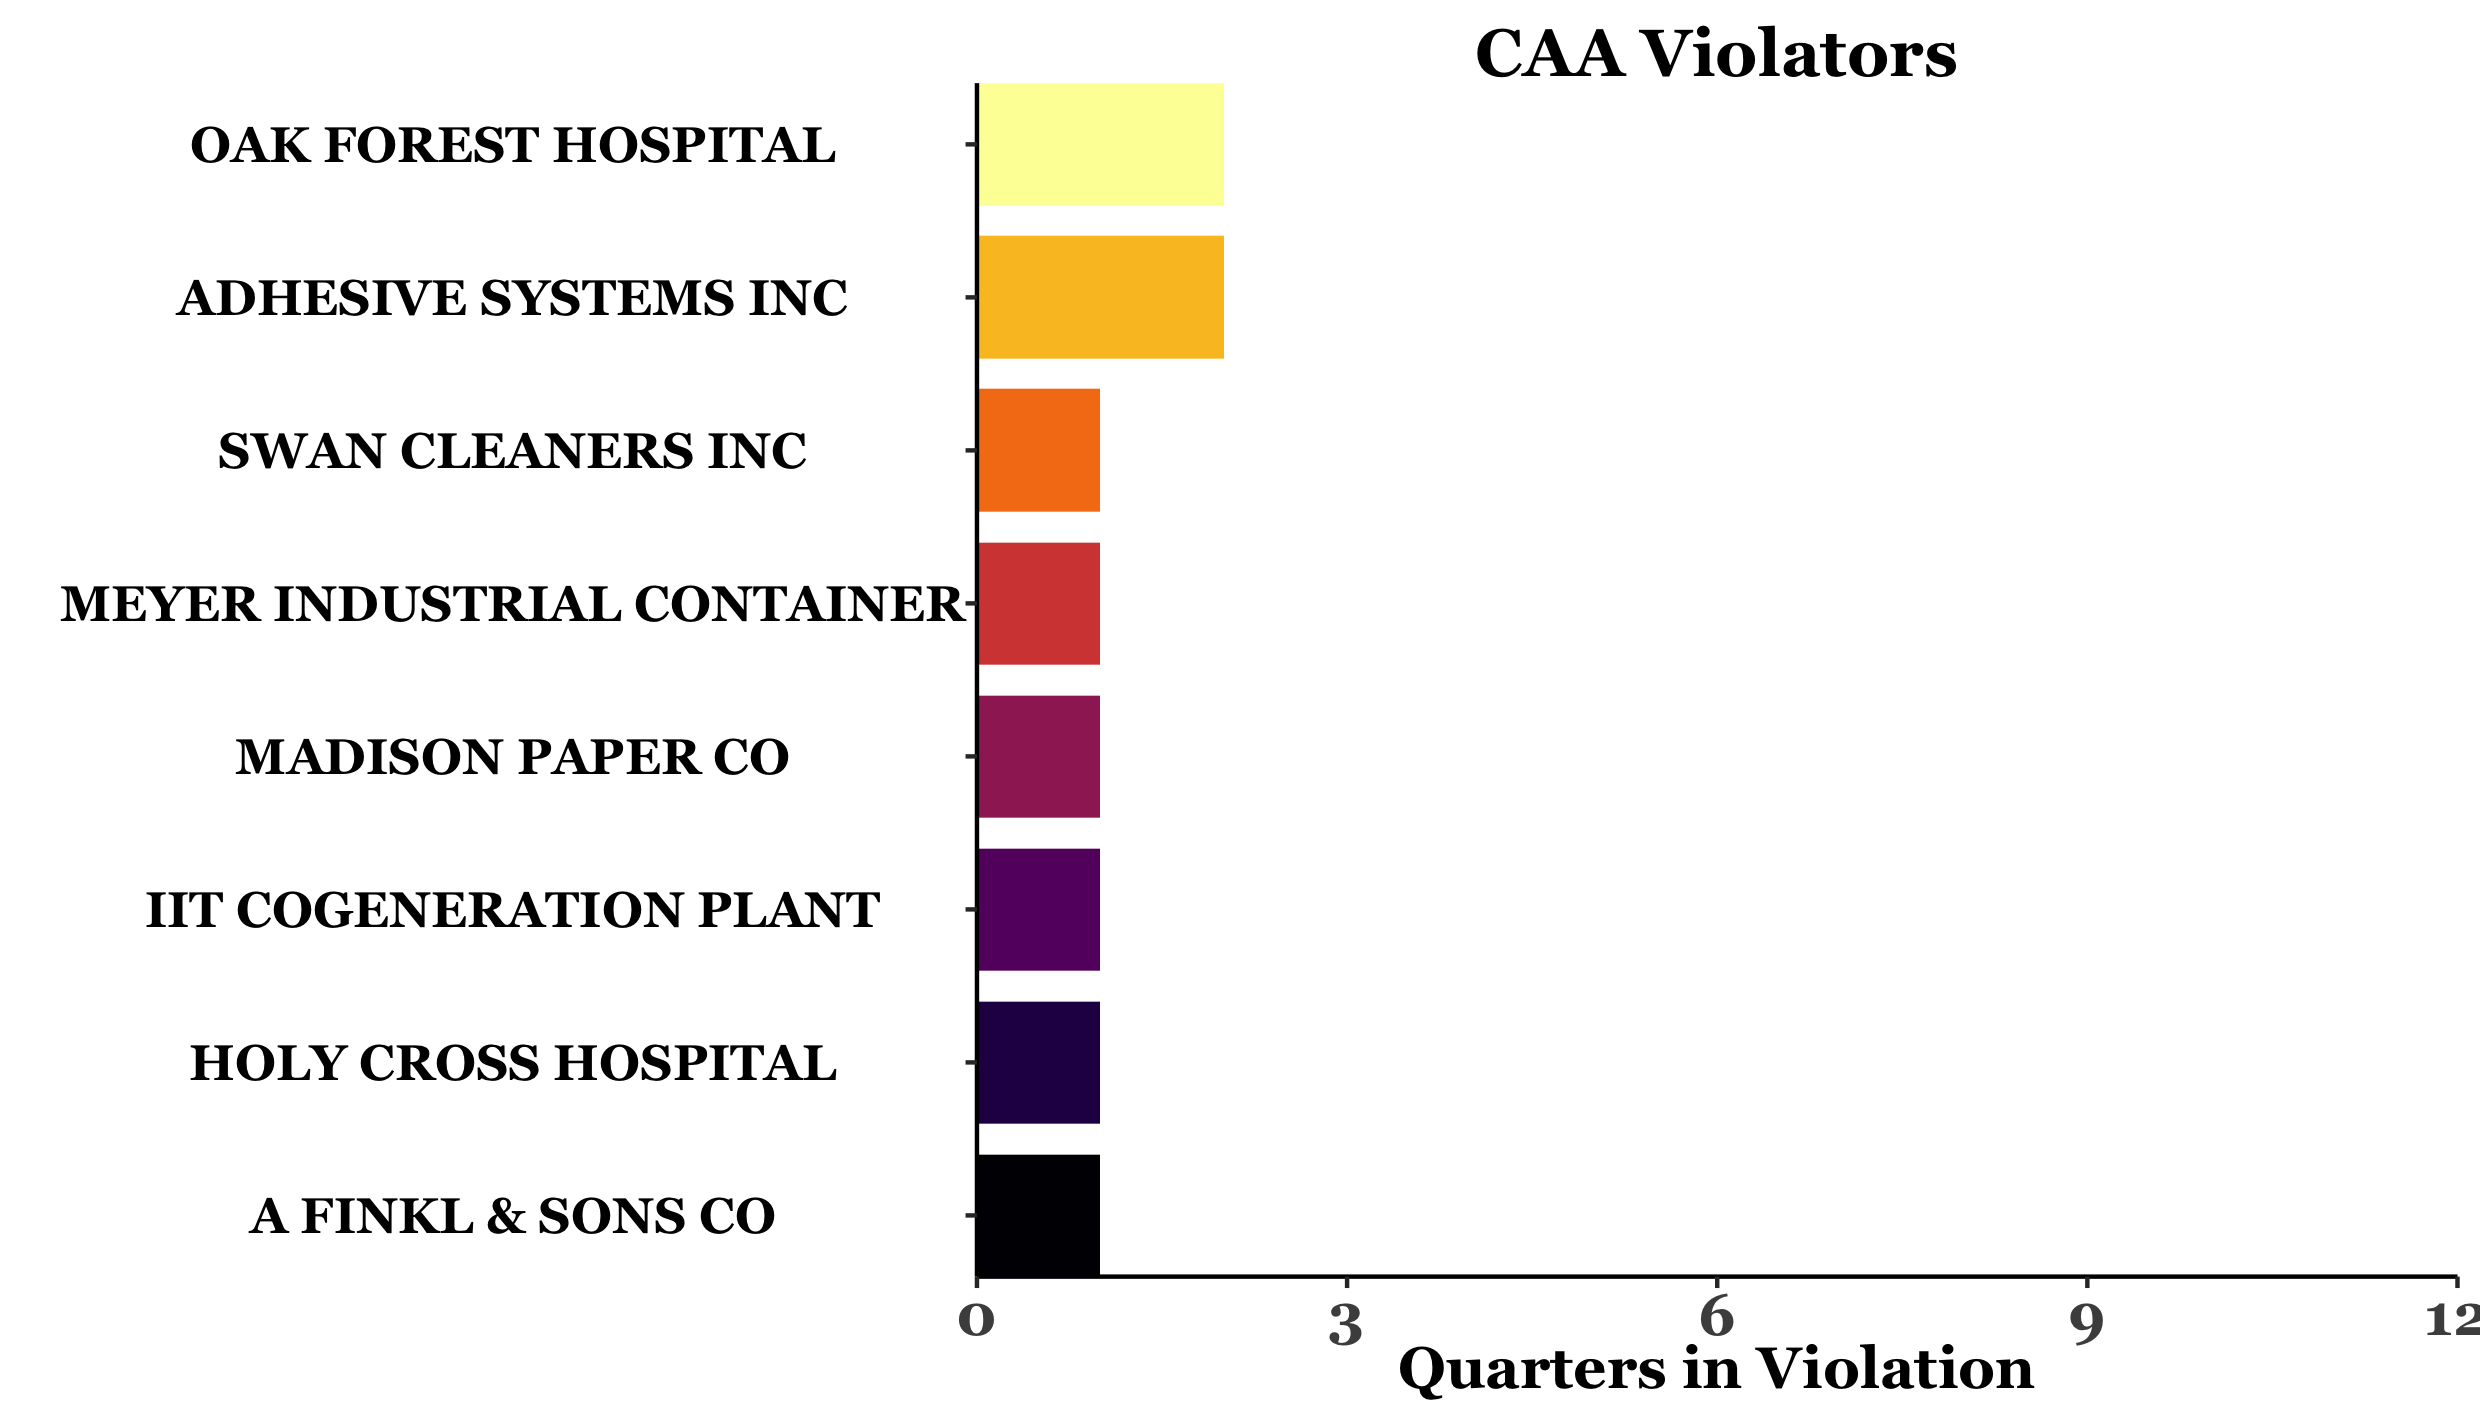 CAA Violators
OAK FOREST HOSPITAL
ADHESIVE SYSTEMS INC
SWAN CLEANERS INC
MEYER INDUSTRIAL CONTAINER
MADISON PAPER CO
IIT COGENERATION PLANT
HOLY CROSS HOSPITAL
A FINKL & SONS CO
0 3 6 9 12
Quarters in Violation